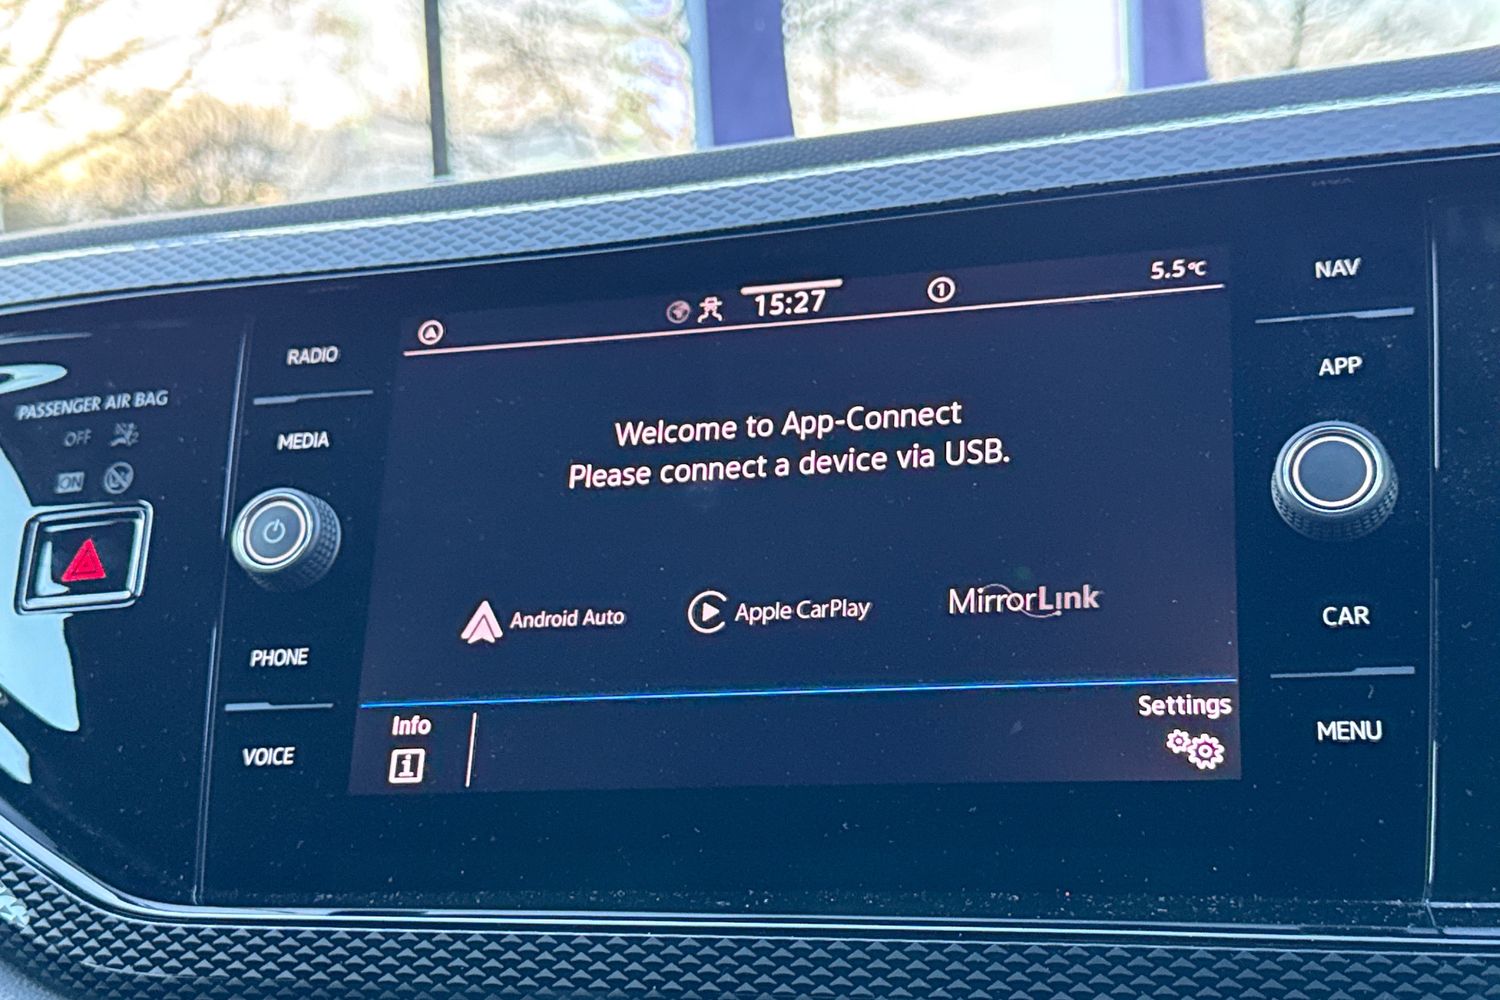 15:27
1
5.5°C
NAV
RADIO
APP
PASSENGER AIR BAG
OFF
ON
MEDIA
Welcome to App-Connect
Please connect a device via USB.
Android Auto
Apple CarPlay
MirrorLink
CAR
PHONE
Info
i
Settings
MENU
VOICE